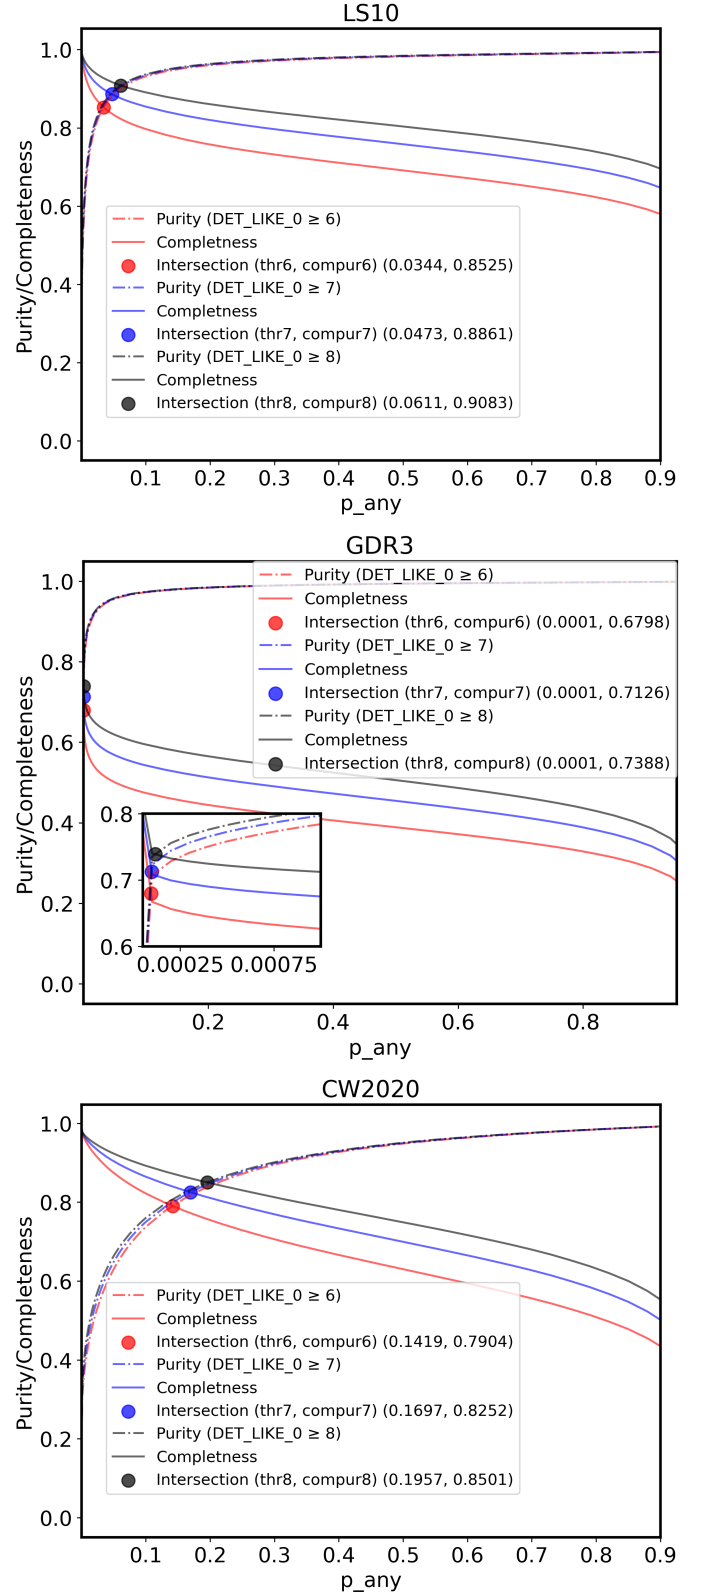 LS10
1.0
0.8
0.6
0.4
0.2
0.0
Purity/Completeness
Purity (DET_LIKE_0 ≥ 6)
Completness
Intersection (thr6, compur6) (0.0344, 0.8525)
Purity (DET_LIKE_0 ≥ 7)
Completness
Intersection (thr7, compur7) (0.0473, 0.8861)
Purity (DET_LIKE_0 ≥ 8)
Completness
Intersection (thr8, compur8) (0.0611, 0.9083)
0.1 0.2 0.3 0.4 0.5 0.6 0.7 0.8 0.9
p_any
GDR3
1.0
0.8
0.6
0.4
0.2
0.0
Purity/Completeness
Purity (DET_LIKE_0 ≥ 6)
Completness
Intersection (thr6, compur6) (0.0001, 0.6798)
Purity (DET_LIKE_0 ≥ 7)
Completness
Intersection (thr7, compur7) (0.0001, 0.7126)
Purity (DET_LIKE_0 ≥ 8)
Completness
Intersection (thr8, compur8) (0.0001, 0.7388)
0.8
0.7
0.6
0.00025 0.00075
0.2 0.4 0.6 0.8
p_any
CW2020
1.0
0.8
0.6
0.4
0.2
0.0
Purity/Completeness
Purity (DET_LIKE_0 ≥ 6)
Completness
Intersection (thr6, compur6) (0.1419, 0.7904)
Purity (DET_LIKE_0 ≥ 7)
Completness
Intersection (thr7, compur7) (0.1697, 0.8252)
Purity (DET_LIKE_0 ≥ 8)
Completness
Intersection (thr8, compur8) (0.1957, 0.8501)
0.1 0.2 0.3 0.4 0.5 0.6 0.7 0.8 0.9
p_any